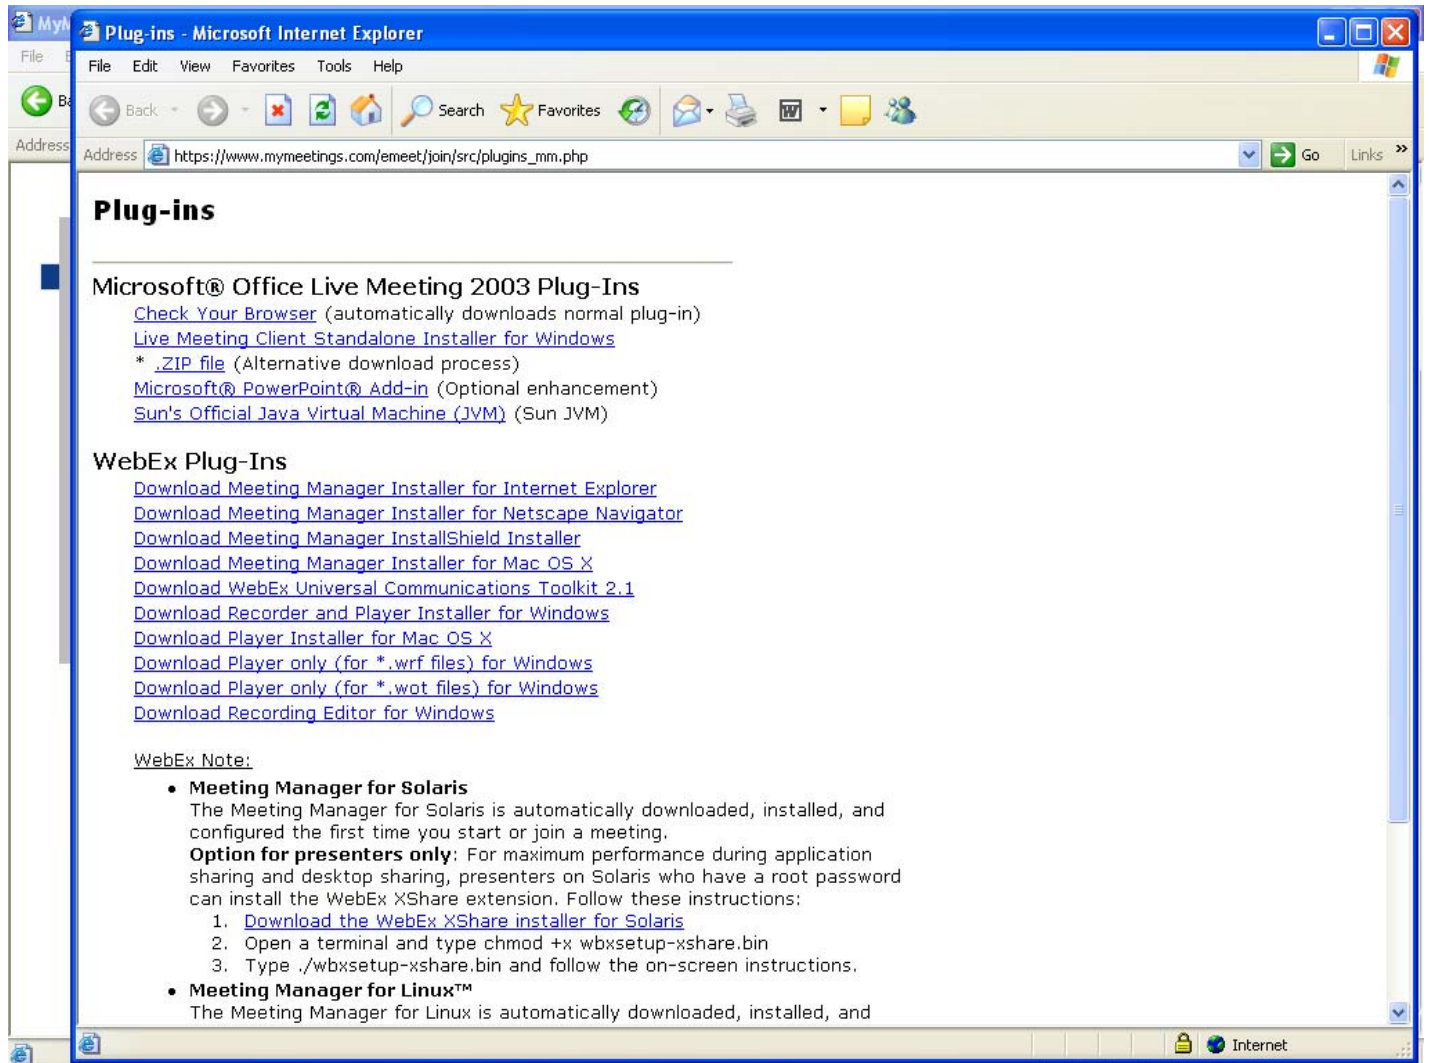 MyM
Plug-ins - Microsoft Internet Explorer
File
File Edit View Favorites Tools Help
Back Search Favorites
Address
Address https://www.mymeetings.com/emeet/join/src/plugins_mm.php Go Links »
Plug-ins
Microsoft® Office Live Meeting 2003 Plug-Ins
Check Your Browser (automatically downloads normal plug-in)
Live Meeting Client Standalone Installer for Windows
* .ZIP file (Alternative download process)
Microsoft® PowerPoint® Add-in (Optional enhancement)
Sun's Official Java Virtual Machine (JVM) (Sun JVM)
WebEx Plug-Ins
Download Meeting Manager Installer for Internet Explorer
Download Meeting Manager Installer for Netscape Navigator
Download Meeting Manager InstallShield Installer
Download Meeting Manager Installer for Mac OS X
Download WebEx Universal Communications Toolkit 2.1
Download Recorder and Player Installer for Windows
Download Player Installer for Mac OS X
Download Player only (for *.wrf files) for Windows
Download Player only (for *.wot files) for Windows
Download Recording Editor for Windows
WebEx Note:
• Meeting Manager for Solaris
The Meeting Manager for Solaris is automatically downloaded, installed, and
configured the first time you start or join a meeting.
Option for presenters only: For maximum performance during application
sharing and desktop sharing, presenters on Solaris who have a root password
can install the WebEx XShare extension. Follow these instructions:
1. Download the WebEx XShare installer for Solaris
2. Open a terminal and type chmod +x wbxsetup-xshare.bin
3. Type ./wbxsetup-xshare.bin and follow the on-screen instructions.
• Meeting Manager for Linux™
The Meeting Manager for Linux is automatically downloaded, installed, and
Internet